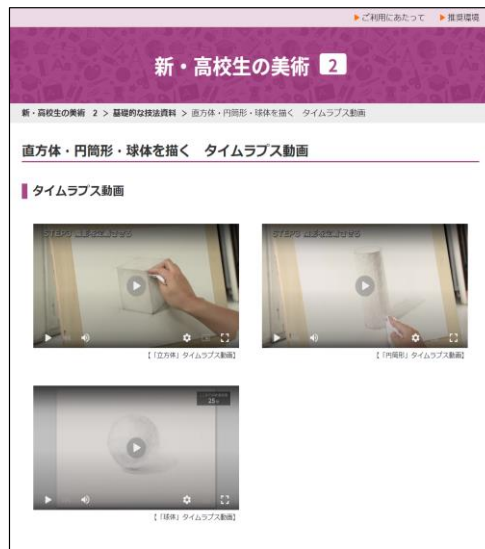 ▶ご利用にあたって ▶推奨環境
新・高校生の美術 2
新・高校生の美術 2 > 基礎的な技法資料 > 直方体・円筒形・球体を描く タイムラプス動画
直方体・円筒形・球体を描く タイムラプス動画
タイムラプス動画
【「立方体」タイムラプス動画】
【「円筒形」タイムラプス動画】
25
【「球体」タイムラプス動画】